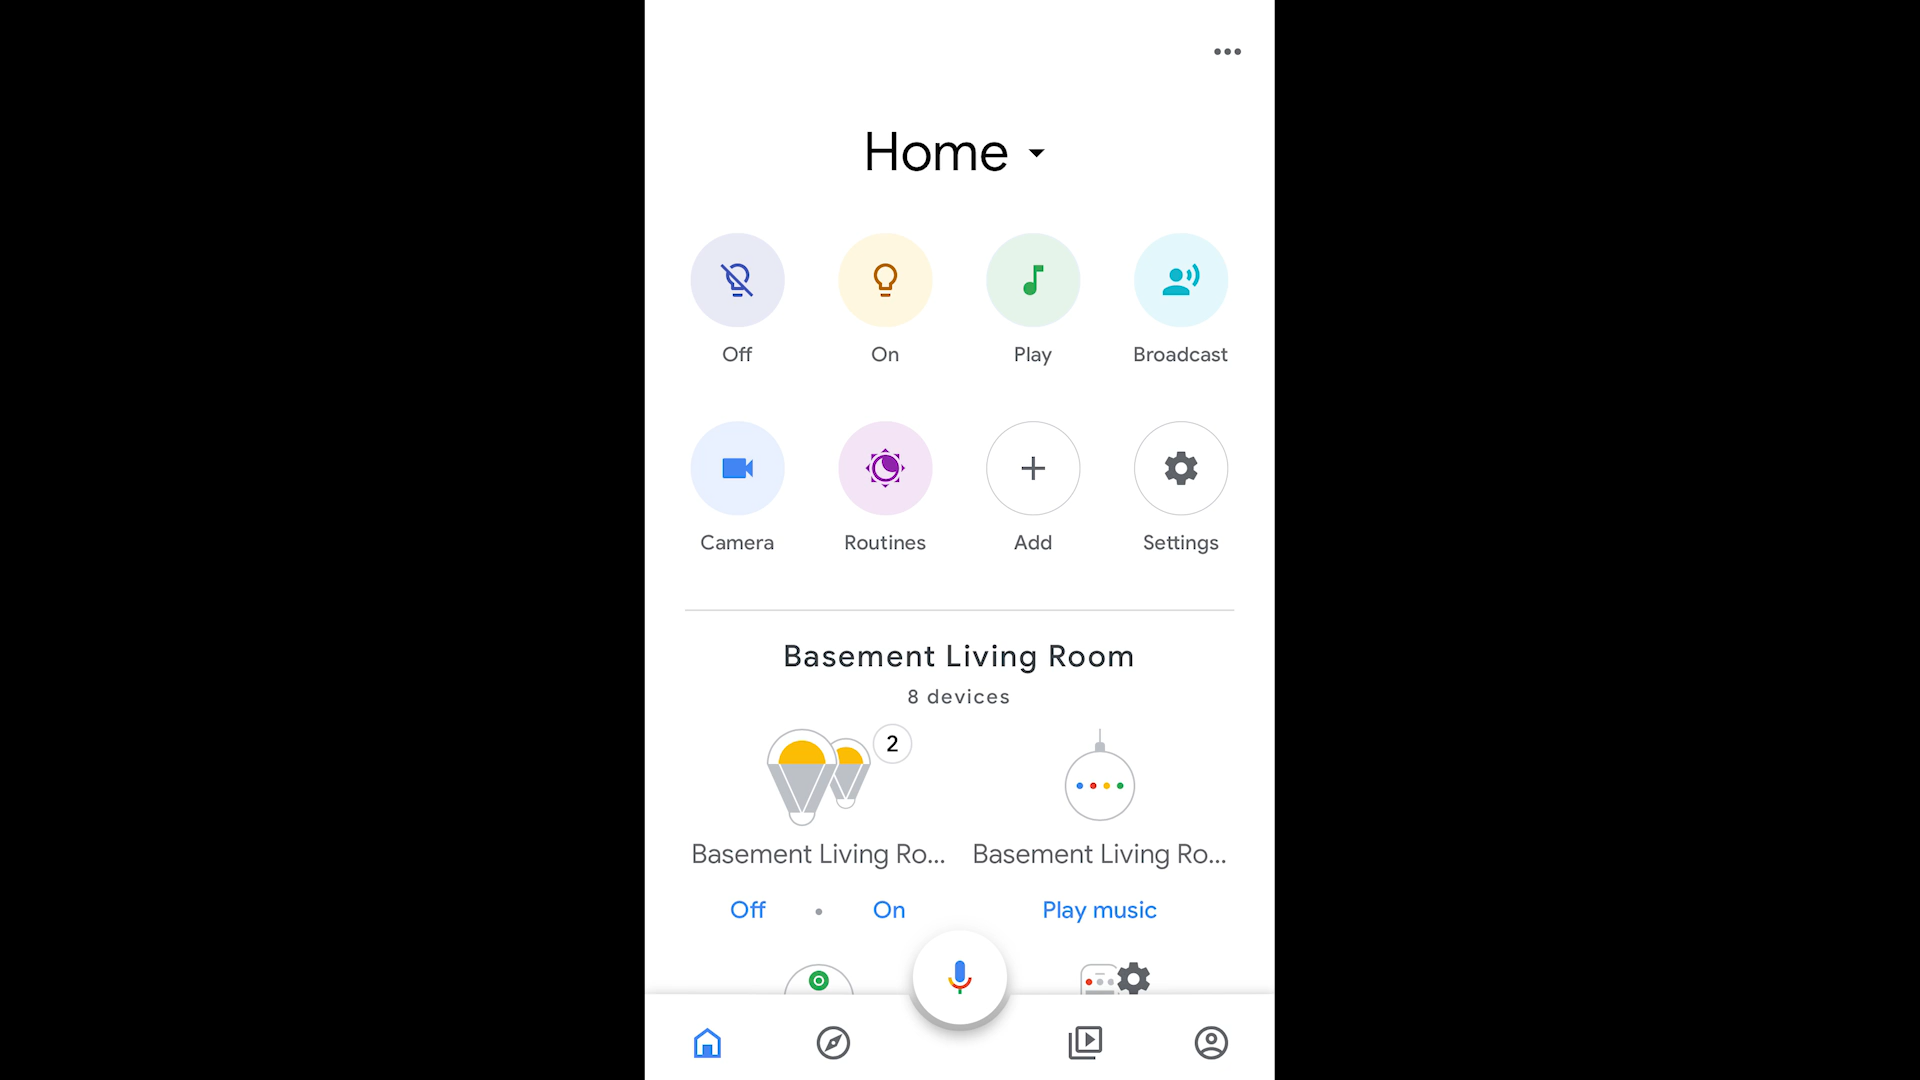 Home
Off On Play Broadcast
Camera Routines Add Settings
Basement Living Room
8 devices
2
Basement Living Ro... Basement Living Ro...
Off • On Play music